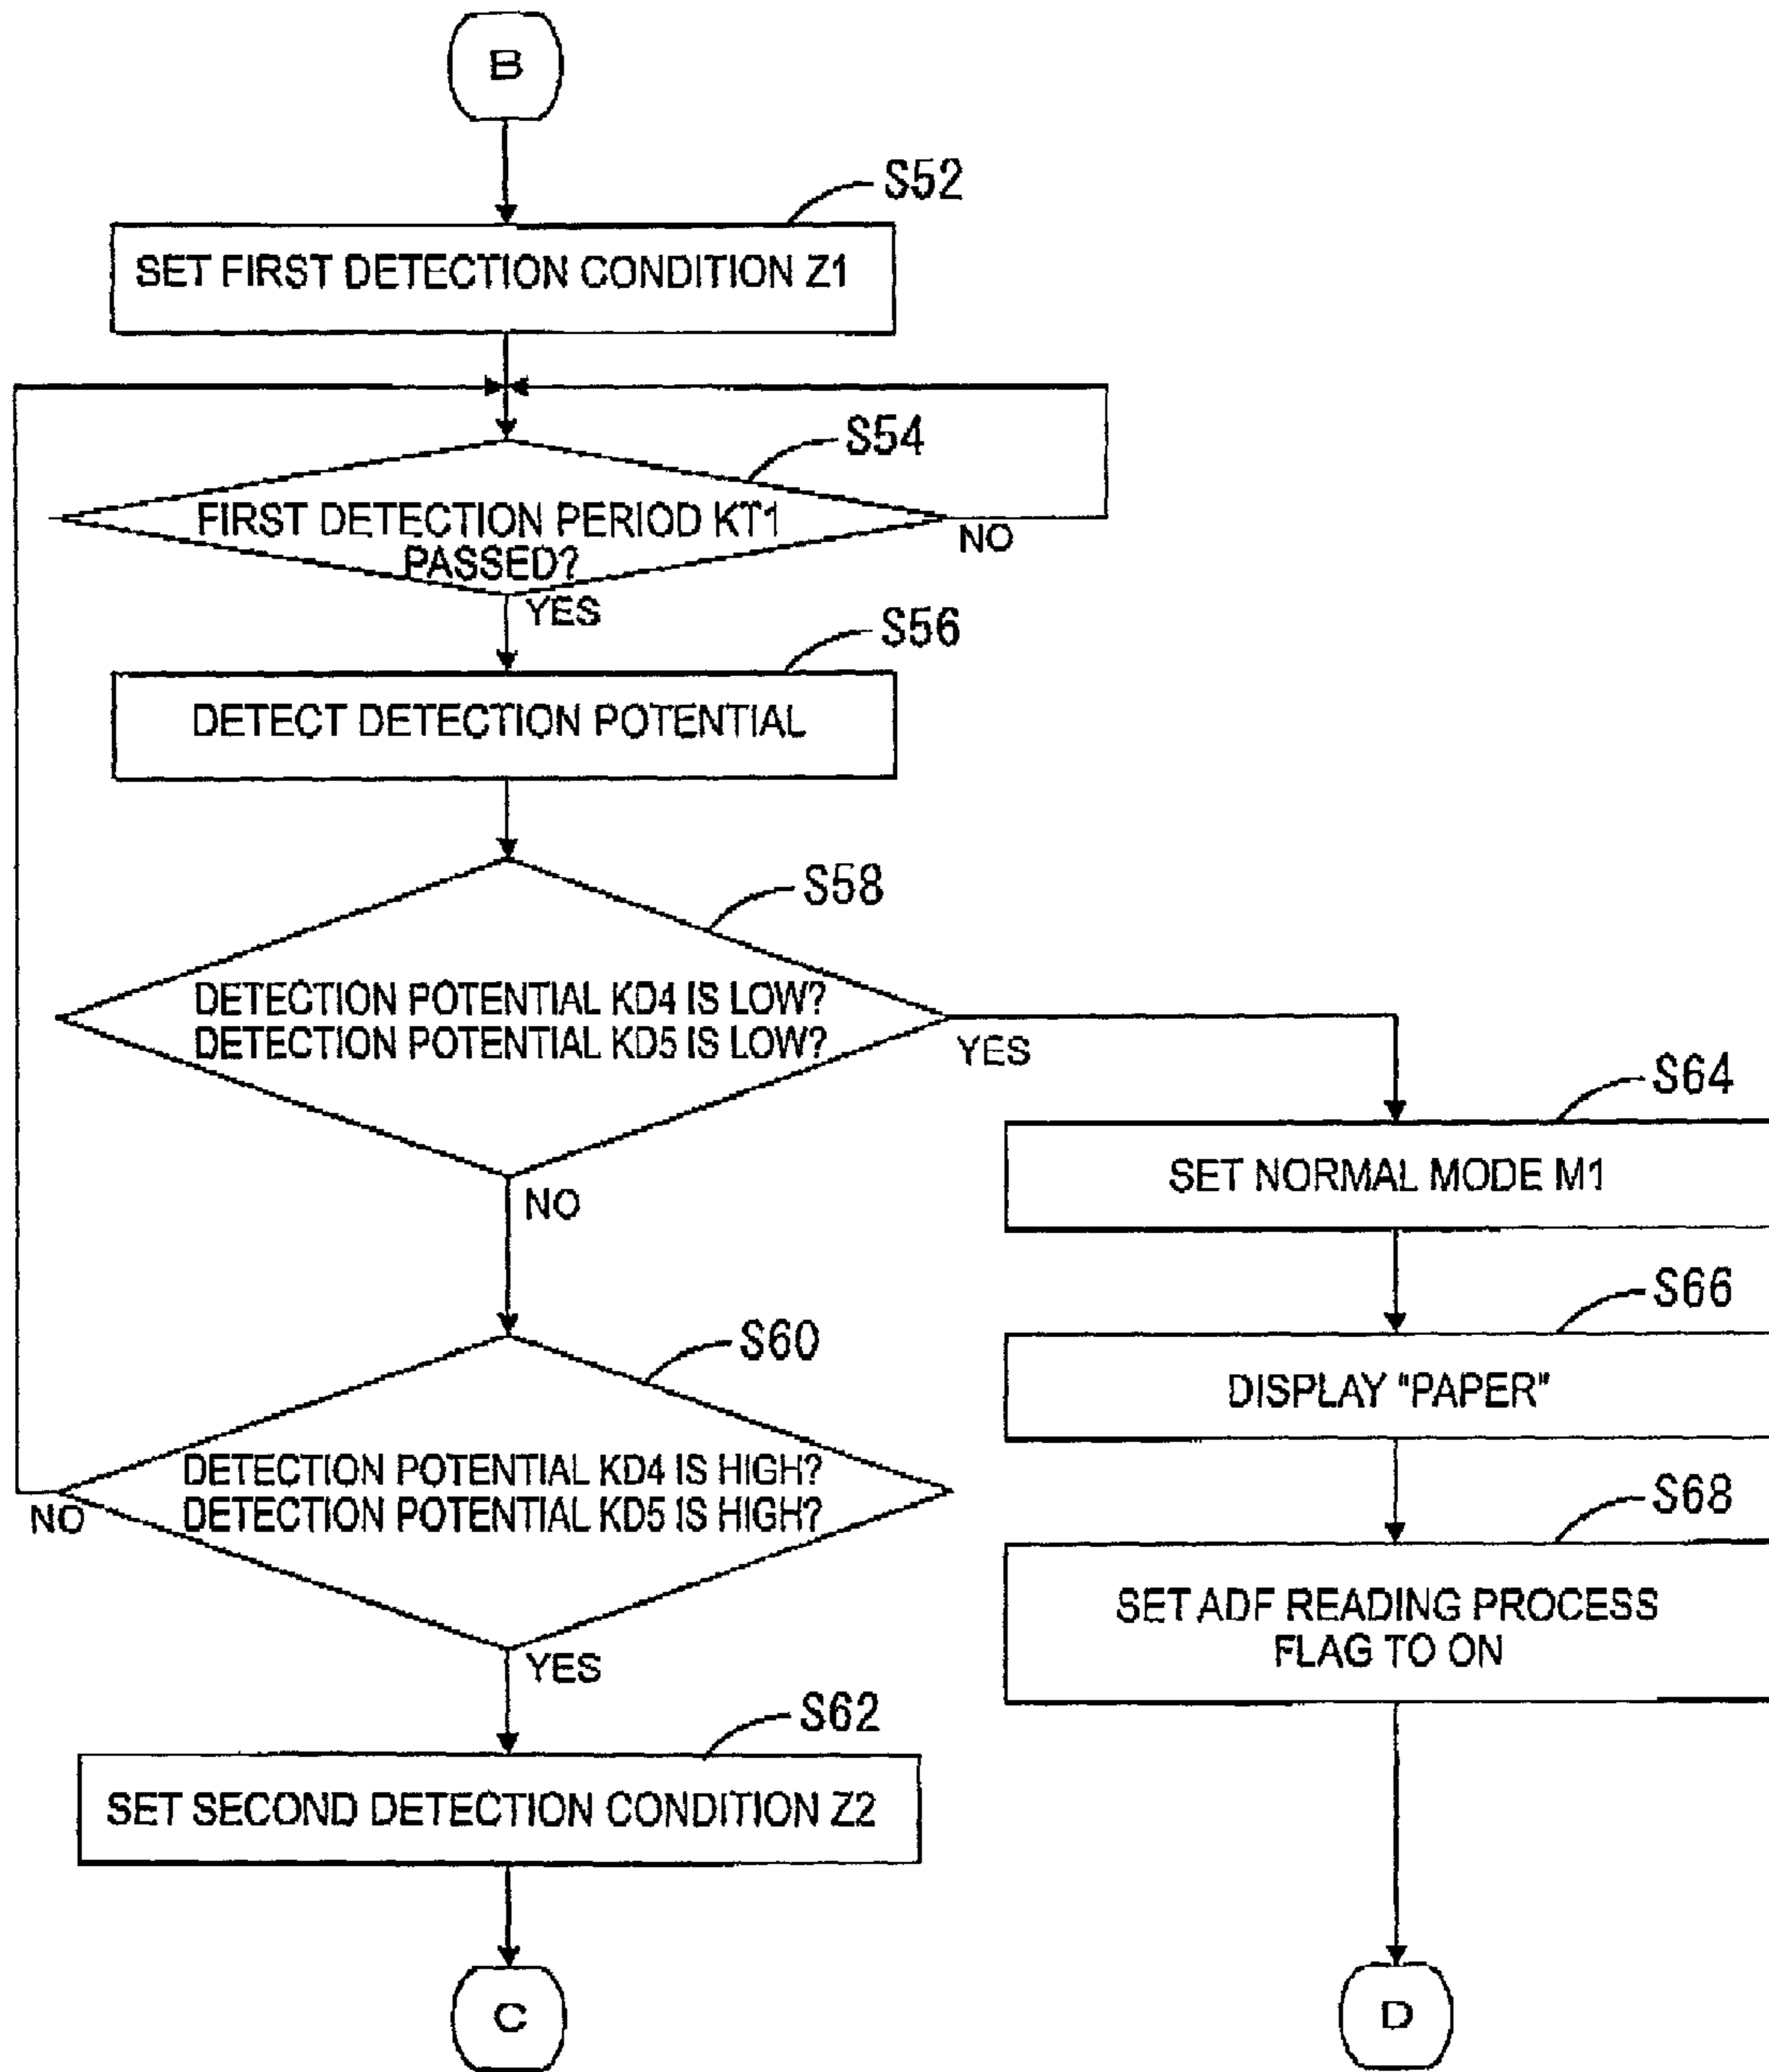 B
S52
SET FIRST DETECTION CONDITION Z1
S54
FIRST DETECTION PERIOD KT1
PASSED?
NO
YES
S56
DETECT DETECTION POTENTIAL
S58
DETECTION POTENTIAL KD4 IS LOW?
DETECTION POTENTIAL KD5 IS LOW?
YES
NO
S64
SET NORMAL MODE M1
S66
DISPLAY "PAPER"
S60
DETECTION POTENTIAL KD4 IS HIGH?
DETECTION POTENTIAL KD5 IS HIGH?
NO
YES
S68
SET ADF READING PROCESS
FLAG TO ON
S62
SET SECOND DETECTION CONDITION Z2
C
D